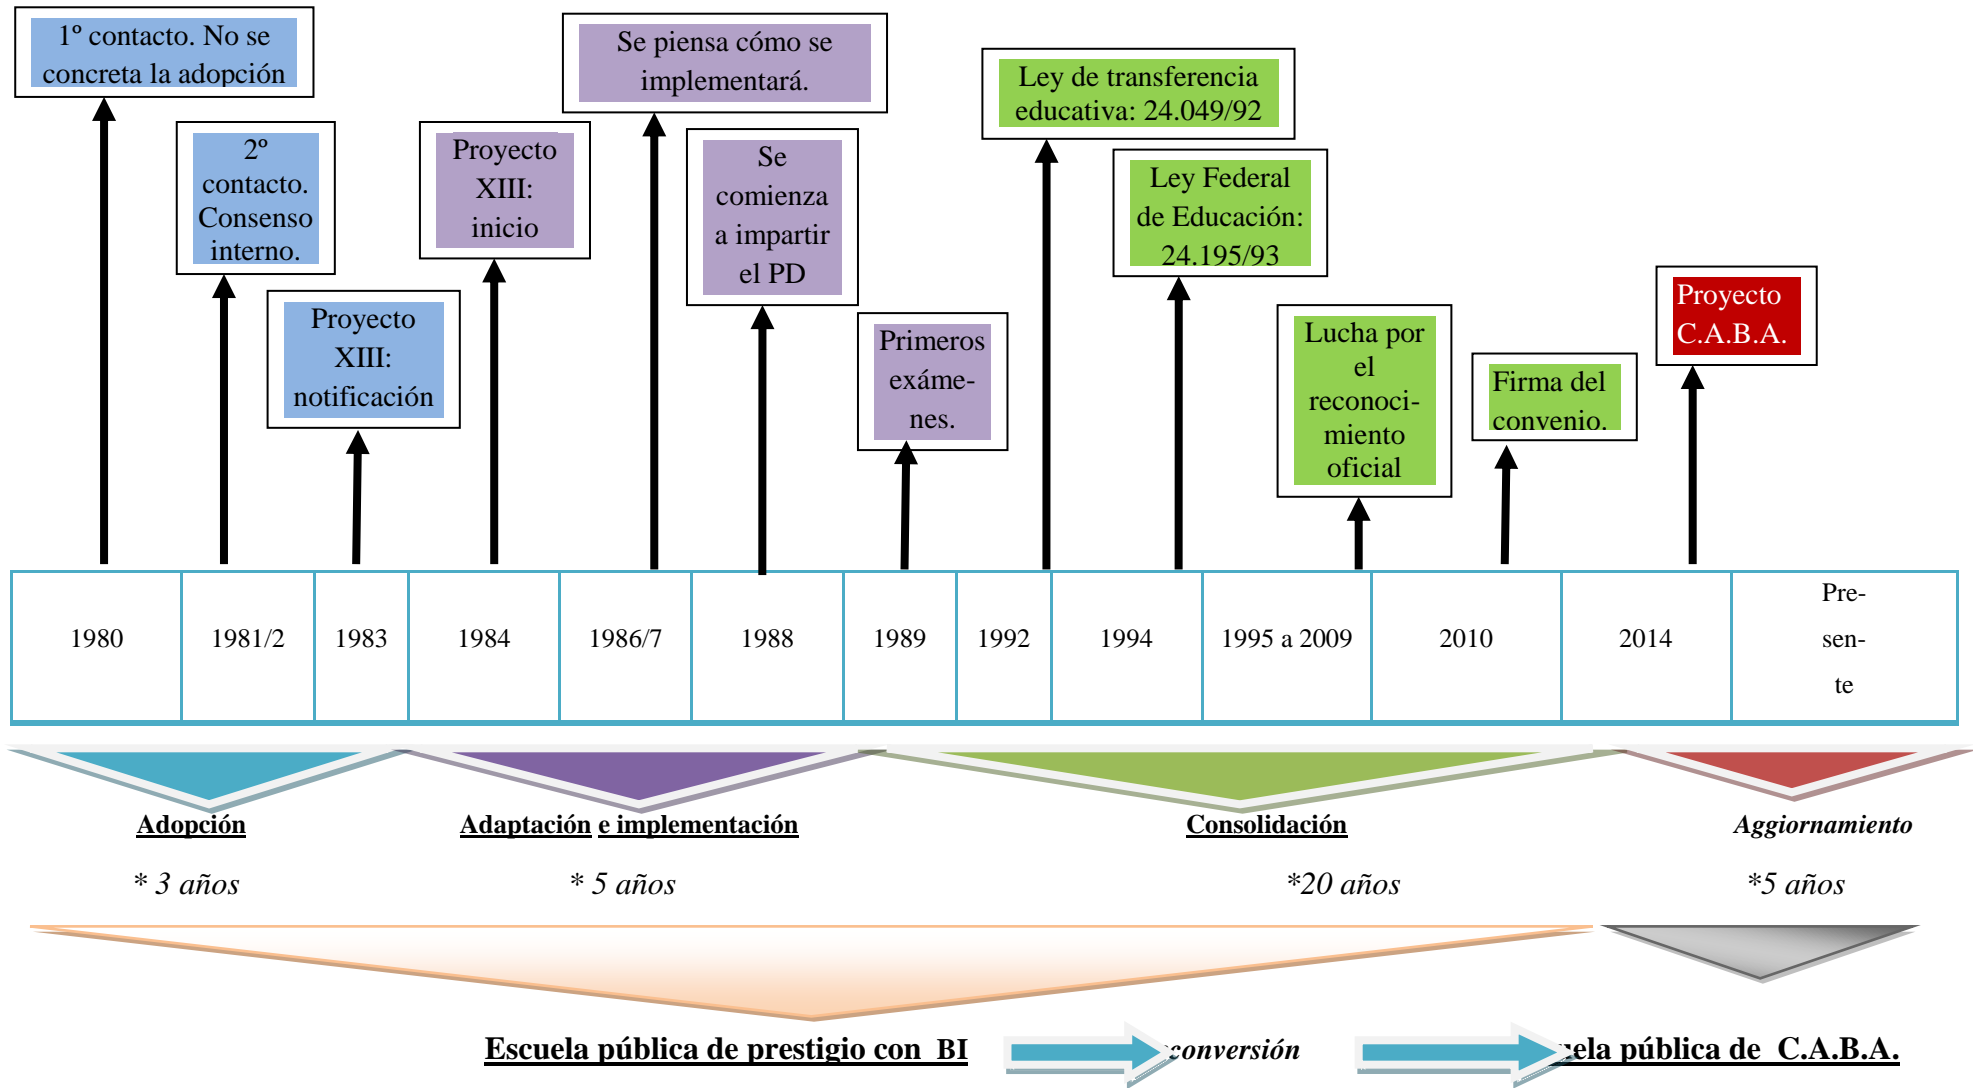 1º contacto. No se
concreta la adopción
2º
contacto.
Consenso
interno.
Proyecto
XIII:
notificación
Proyecto
XIII:
inicio
Se piensa cómo se
implementará.
Se
comienza
a impartir
el PD
Primeros
exáme-
nes.
Ley de transferencia
educativa: 24.049/92
Ley Federal
de Educación:
24.195/93
Lucha por
el
reconoci-
miento
oficial
Firma del
convenio.
Proyecto
C.A.B.A.
1980
1981/2
1983
1984
1986/7
1988
1989
1992
1994
1995 a 2009
2010
2014
Pre-
sen-
te
Adopción
Adaptación e implementación
Consolidación
Aggiornamiento
* 3 años
* 5 años
*20 años
*5 años
Escuela pública de prestigio con BI
pública de C.A.B.A.